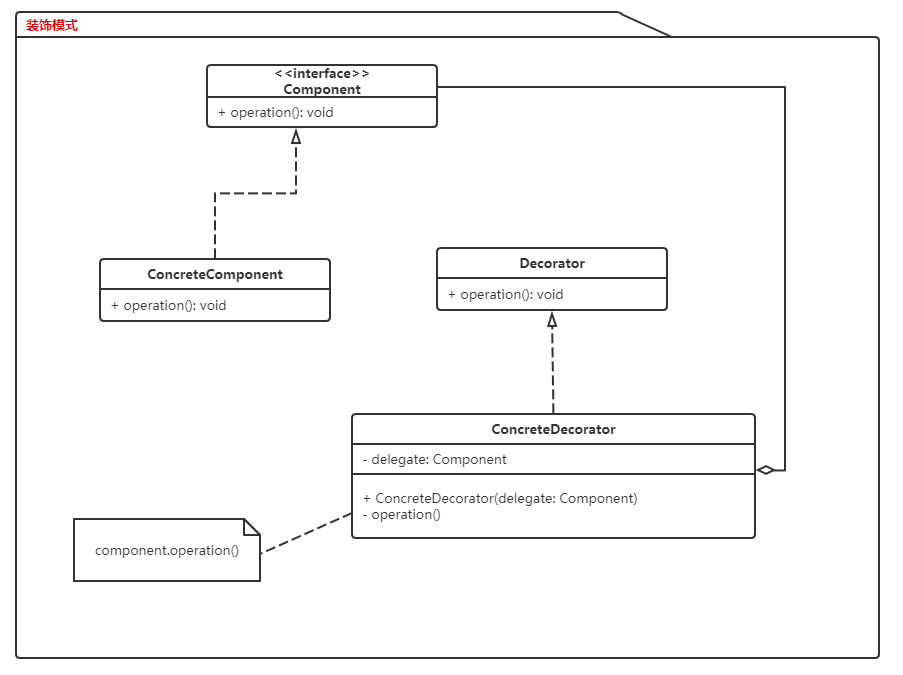 装饰模式
<<interface>>
Component
+ operation(): void
ConcreteComponent
+ operation(): void
Decorator
+ operation(): void
ConcreteDecorator
- delegate: Component
+ ConcreteDecorator(delegate: Component)
- operation()
component.operation()